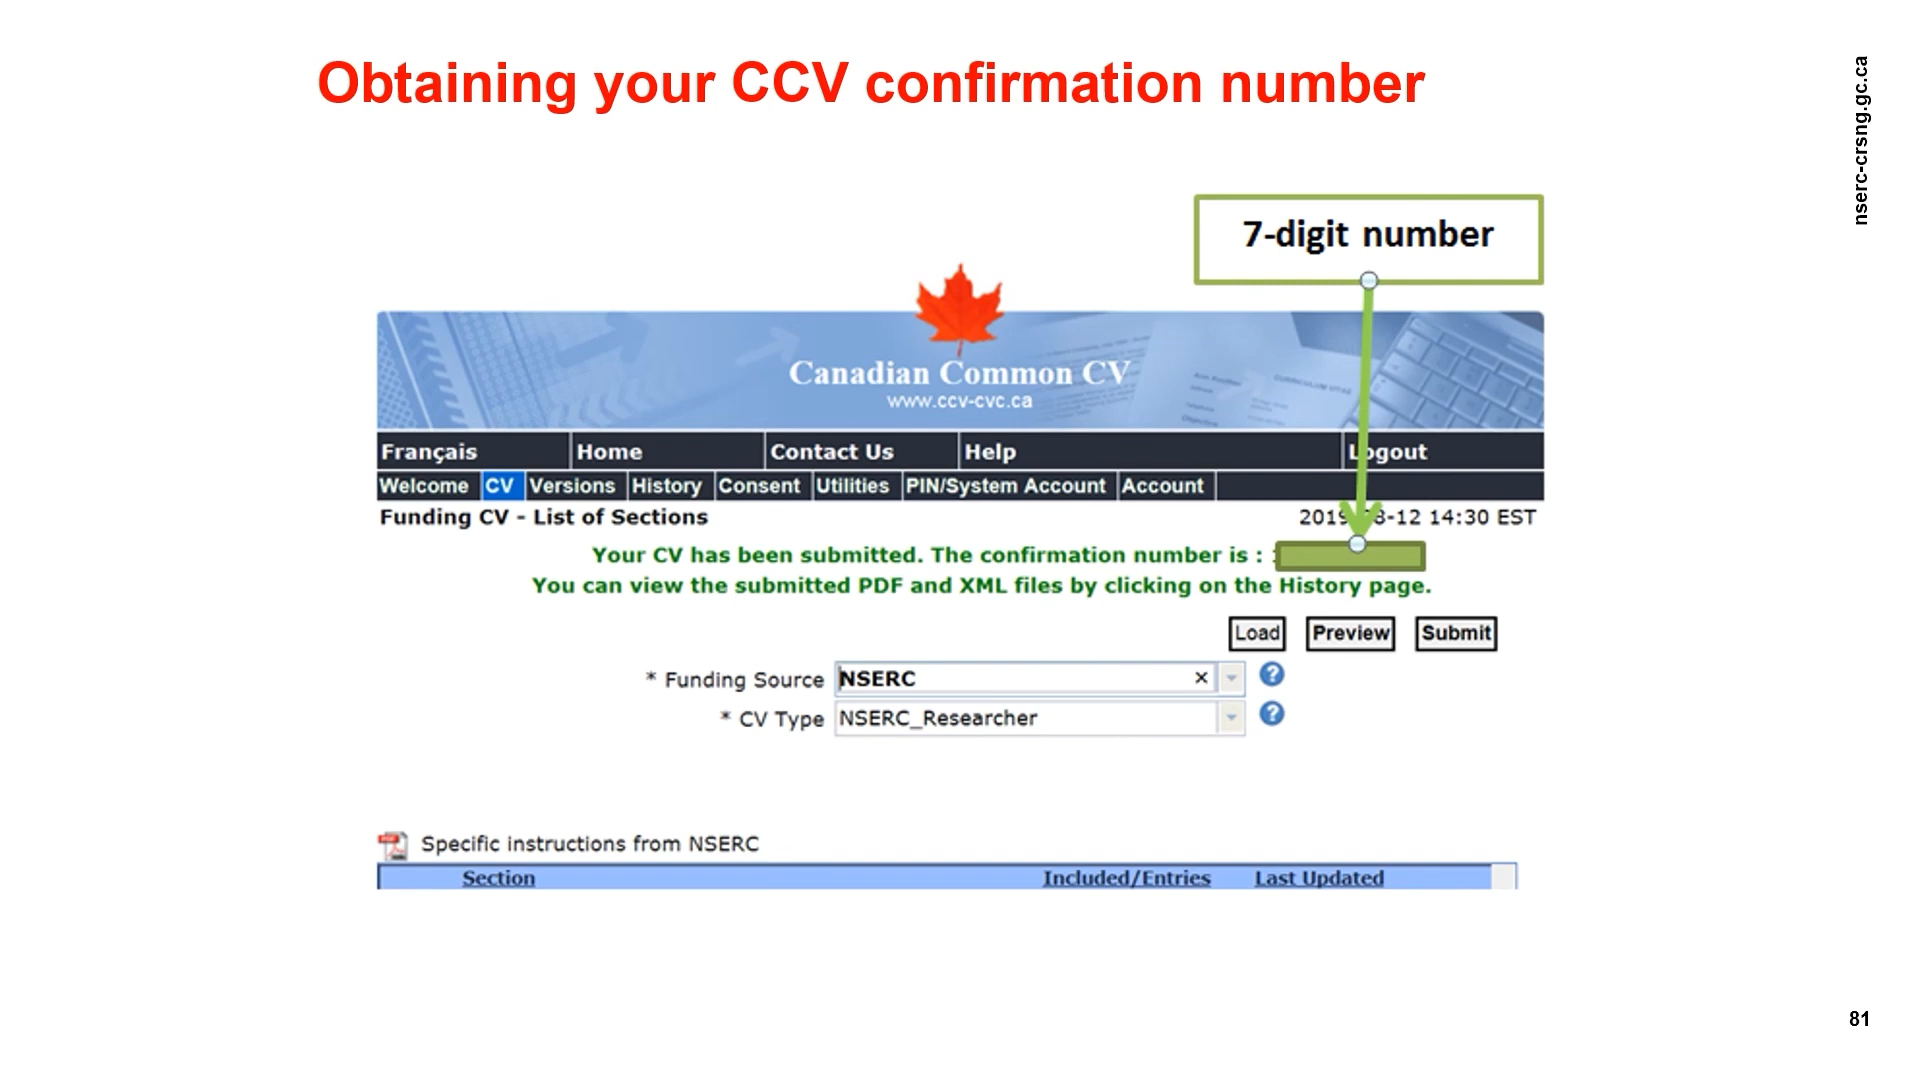 Obtaining your CCV confirmation number
nserc-crsng.gc.ca
7-digit number
Canadian Common CV
www.ccv-cvc.ca
Français Home Contact Us Help Logout
Welcome CV Versions History Consent Utilities PIN/System Account Account
Funding CV - List of Sections 14:30 EST
Your CV has been submitted. The confirmation number is :
You can view the submitted PDF and XML files by clicking on the History page.
Load Preview Submit
* Funding Source NSERC
* CV Type NSERC_Researcher
Specific instructions from NSERC
Section Included/Entries Last Updated
81